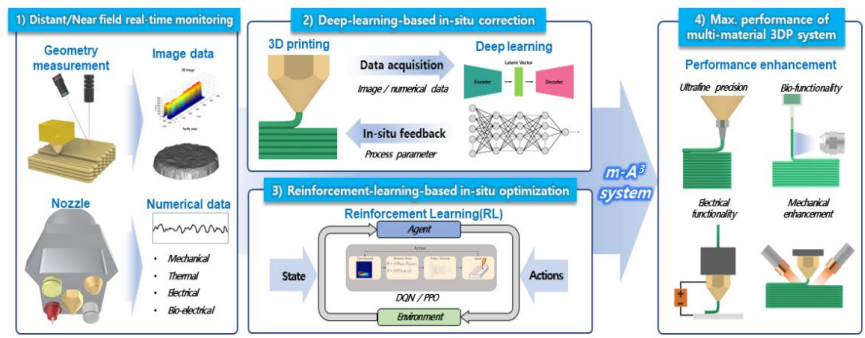 1) Distant/Near field real-time monitoring
Geometry
measurement
Image data
Nozzle
Numerical data
• Mechanical
• Thermal
• Electrical
• Bio-electrical
2) Deep-learning-based in-situ correction
3D printing
Data acquisition
Image / numerical data
In-situ feedback
Process parameter
Deep learning
Latent Vector
Encoder
Decoder
3) Reinforcement-learning-based in-situ optimization
Reinforcement Learning(RL)
Agent
State
Actions
DQN / PPO
Environment
m-A³
system
4) Max. performance of
multi-material 3DP system
Performance enhancement
Ultrafine precision
Bio-functionality
Electrical
functionality
Mechanical
enhancement